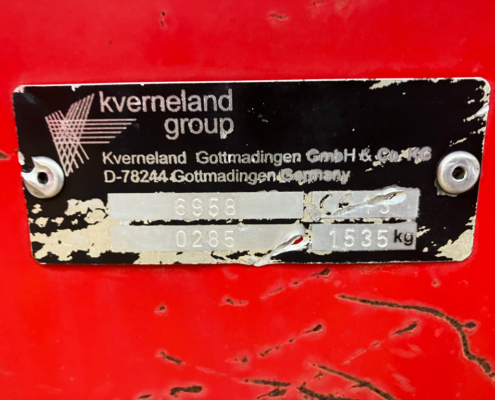 kverneland
group
Kverneland Gottmadingen GmbH & Co. KG
D-78244 Gottmadingen Germany
6958
0285 1535 kg